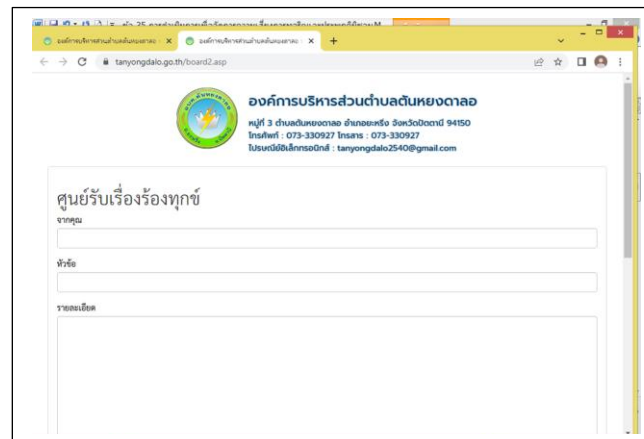 องค์การบริหารส่วนตำบลตันหยงดาลอ
องค์การบริหารส่วนตำบลตันหยงดาลอ
tanyongdalo.go.th/board2.asp
องค์การบริหารส่วนตำบลตันหยงดาลอ
หมู่ที่ 3 ตำบลตันหยงดาลอ อำเภอยะหริ่ง จังหวัดปัตตานี 94150
โทรศัพท์ : 073-330927 โทรสาร : 073-330927
ไปรษณีย์อิเล็กทรอนิกส์ : tanyongdalo2540@gmail.com
ศูนย์รับเรื่องร้องทุกข์
จากคุณ
หัวข้อ
รายละเอียด